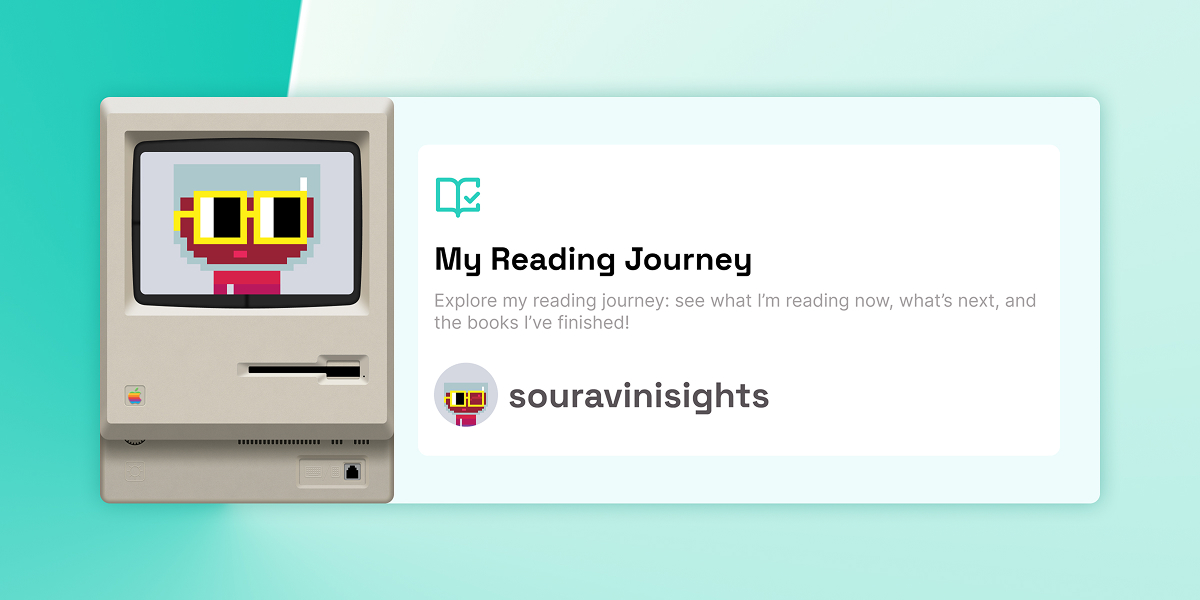 My Reading Journey
Explore my reading journey: see what I’m reading now, what’s next, and
the books I’ve finished!
souravinisights